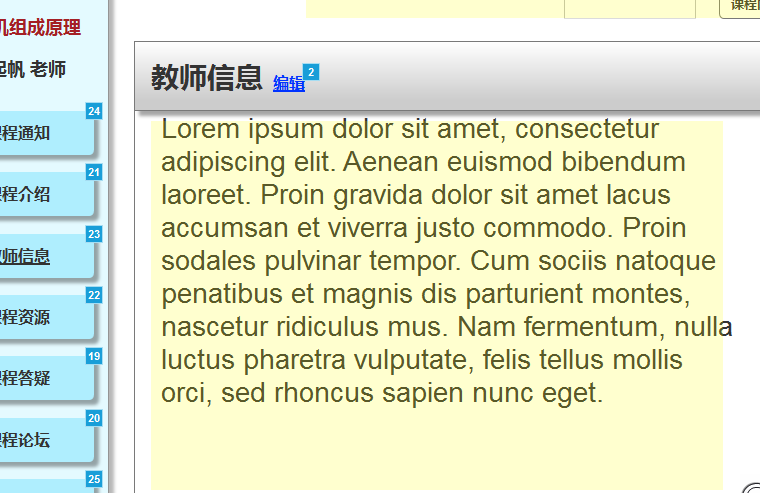 机组成原理
起帆 老师
24
课程通知
21
课程介绍
23
教师信息
22
课程资源
19
课程答疑
20
课程论坛
25
教师信息 编辑 2
Lorem ipsum dolor sit amet, consectetur
adipiscing elit. Aenean euismod bibendum
laoreet. Proin gravida dolor sit amet lacus
accumsan et viverra justo commodo. Proin
sodales pulvinar tempor. Cum sociis natoque
penatibus et magnis dis parturient montes,
nascetur ridiculus mus. Nam fermentum, nulla
luctus pharetra vulputate, felis tellus mollis
orci, sed rhoncus sapien nunc eget.